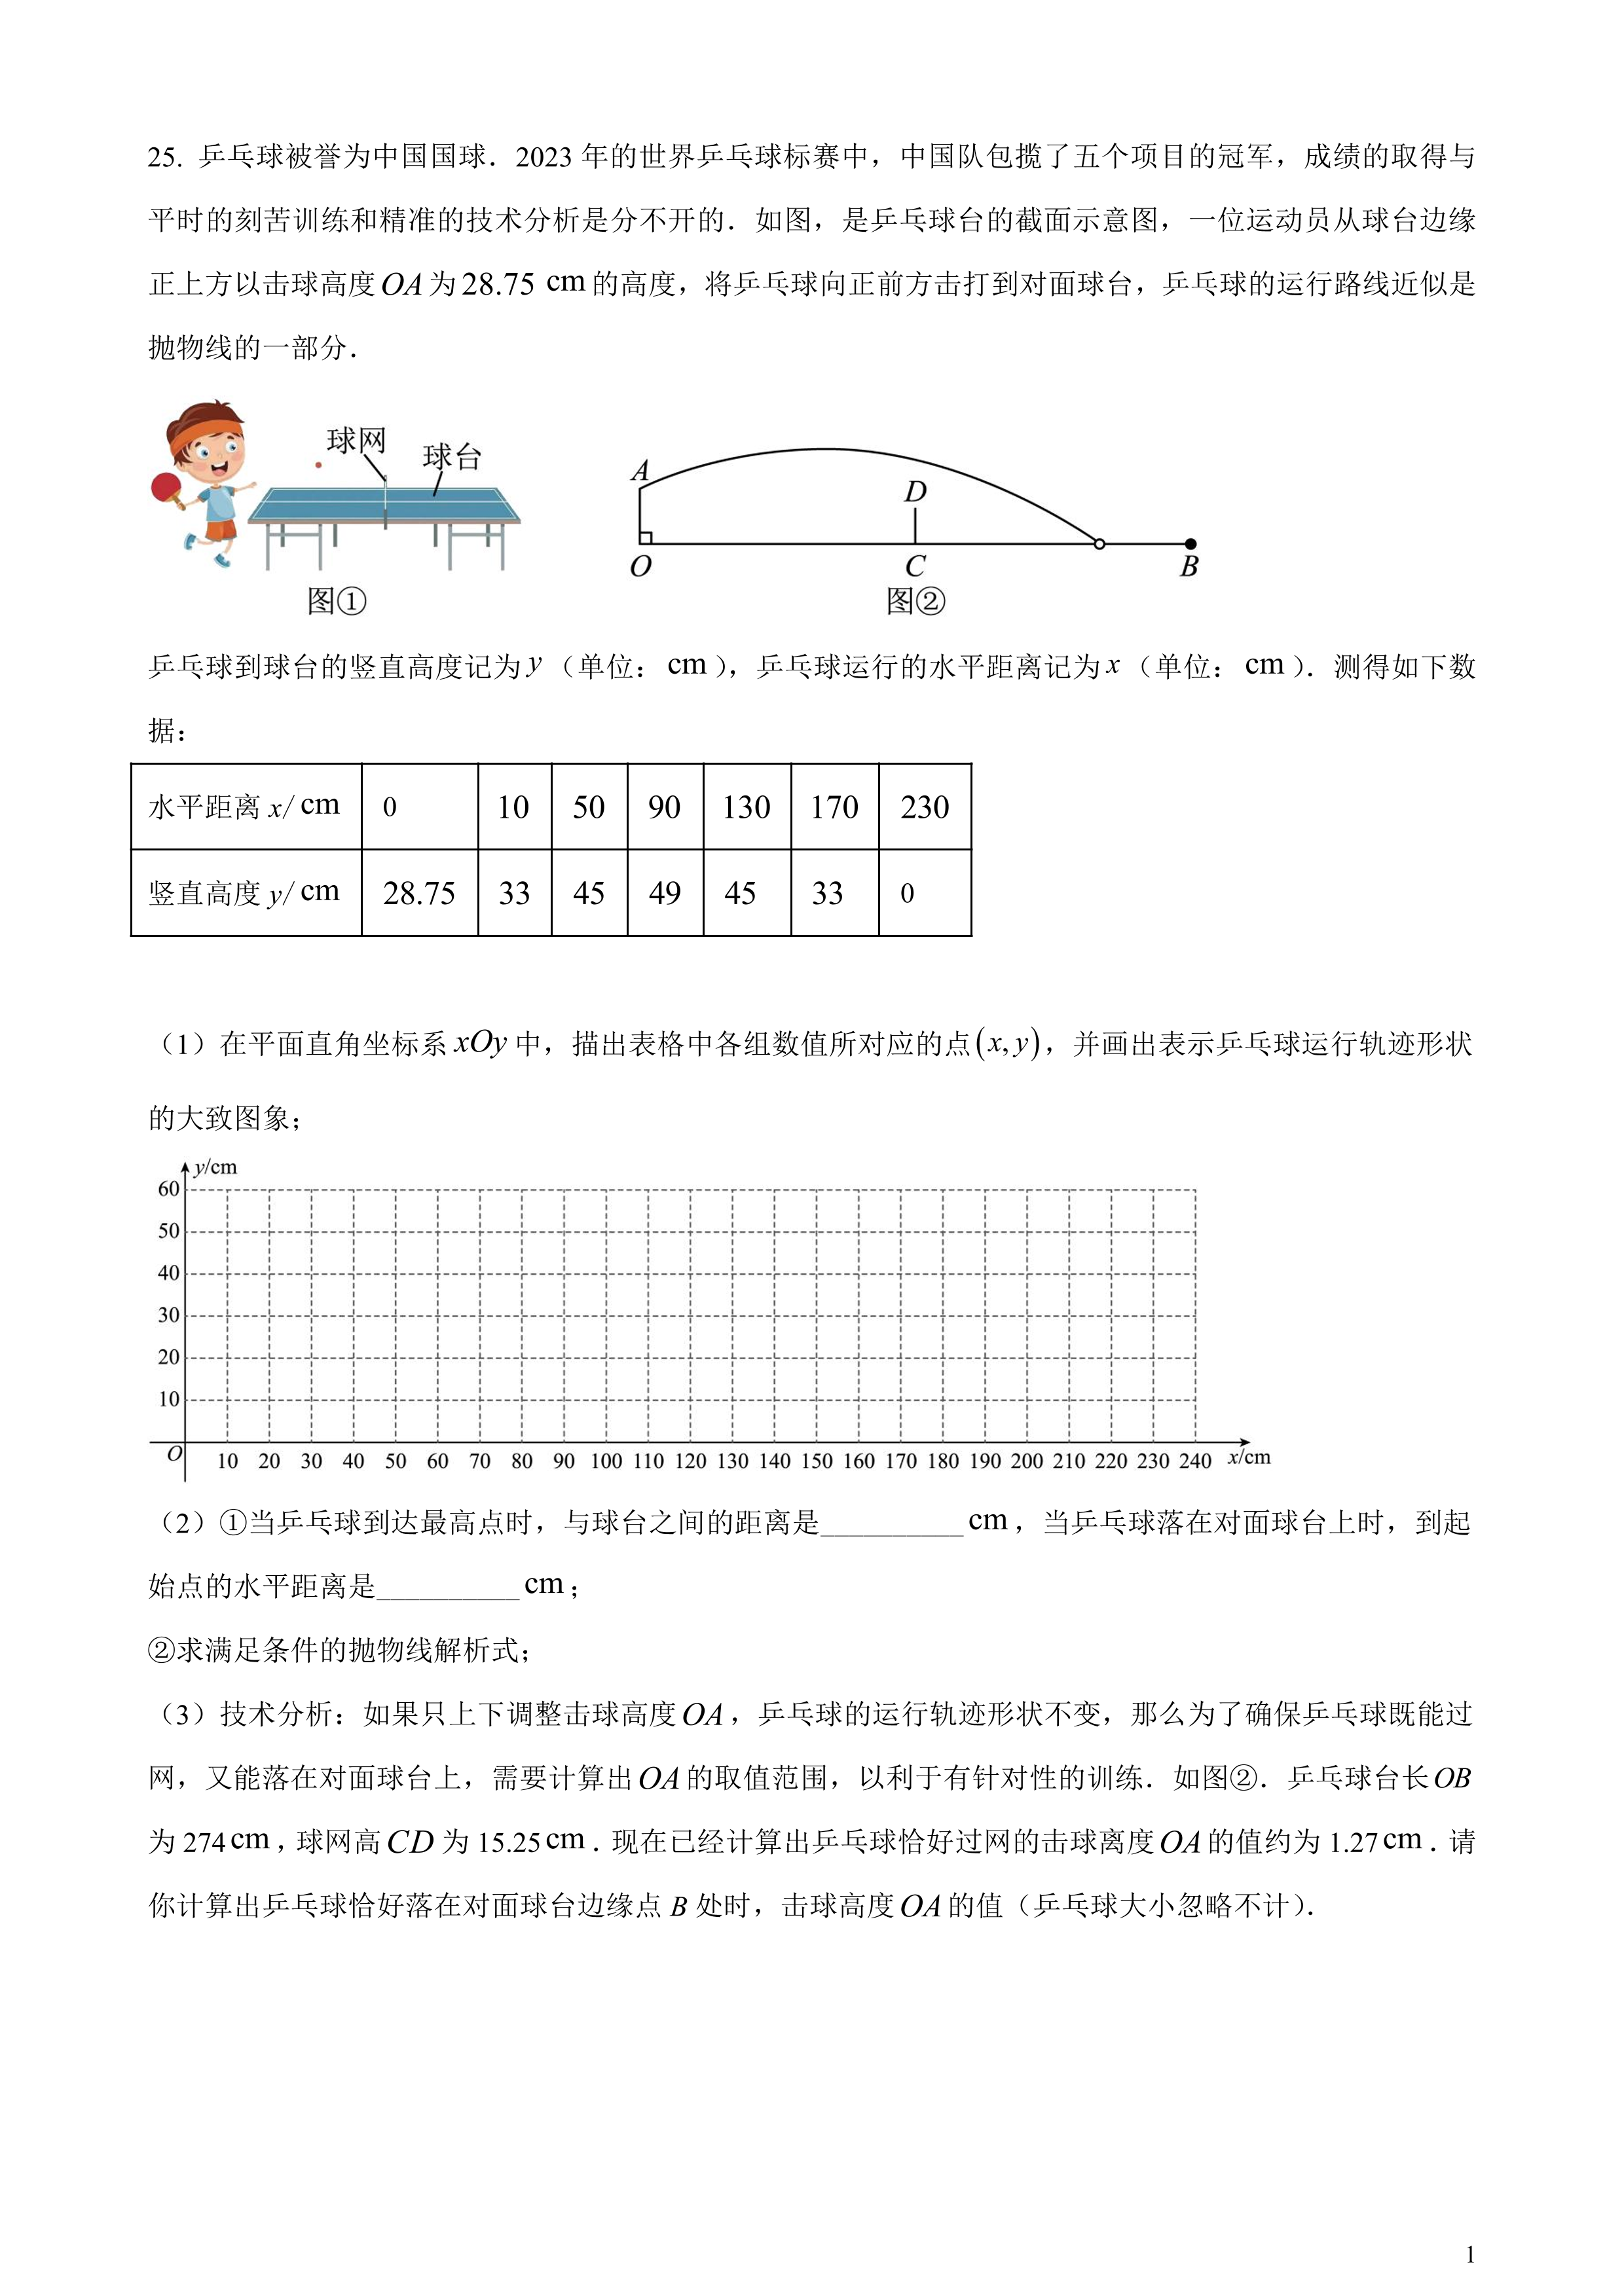 25. 乒乓球被誉为中国国球．2023 年的世界乒乓球标赛中，中国队包揽了五个项目的冠军，成绩的取得与
平时的刻苦训练和精准的技术分析是分不开的．如图，是乒乓球台的截面示意图，一位运动员从球台边缘
正上方以击球高度 OA 为 28.75 cm 的高度，将乒乓球向正前方击打到对面球台，乒乓球的运行路线近似是
抛物线的一部分．
球网
球台
图①
A
D
O
C
B
图②
乒乓球到球台的竖直高度记为 y（单位：cm），乒乓球运行的水平距离记为 x（单位：cm）．测得如下数
据：
水平距离 x/ cm 0 10 50 90 130 170 230
竖直高度 y/ cm 28.75 33 45 49 45 33 0
（1）在平面直角坐标系 xOy 中，描出表格中各组数值所对应的点 (x, y)，并画出表示乒乓球运行轨迹形状
的大致图象；
y/cm
60
50
40
30
20
10
O 10 20 30 40 50 60 70 80 90 100 110 120 130 140 150 160 170 180 190 200 210 220 230 240 x/cm
（2）①当乒乓球到达最高点时，与球台之间的距离是__________ cm，当乒乓球落在对面球台上时，到起
始点的水平距离是__________ cm；
②求满足条件的抛物线解析式；
（3）技术分析：如果只上下调整击球高度 OA，乒乓球的运行轨迹形状不变，那么为了确保乒乓球既能过
网，又能落在对面球台上，需要计算出 OA 的取值范围，以利于有针对性的训练．如图②．乒乓球台长 OB
为 274 cm，球网高 CD 为 15.25 cm．现在已经计算出乒乓球恰好过网的击球离度 OA 的值约为 1.27 cm．请
你计算出乒乓球恰好落在对面球台边缘点 B 处时，击球高度 OA 的值（乒乓球大小忽略不计）．
1